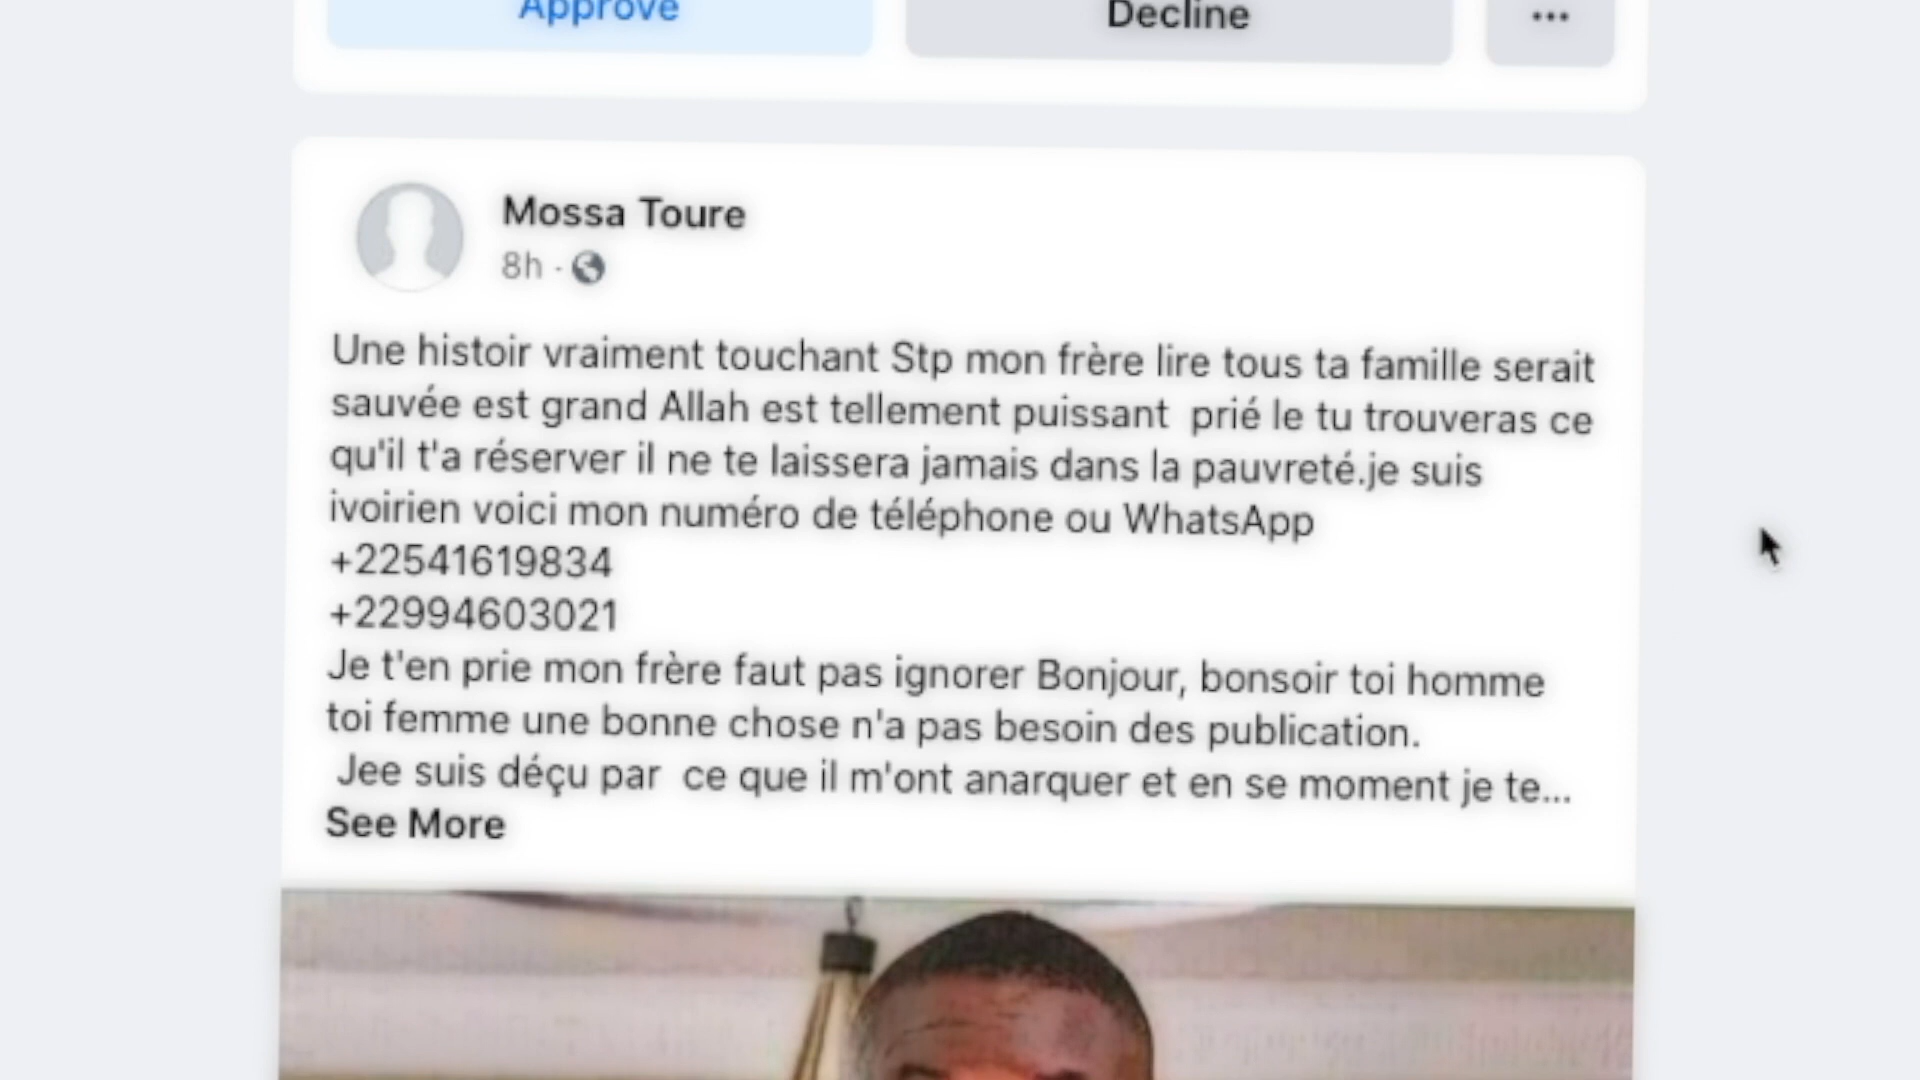 Approve
Decline
Mossa Toure
8h ·
Une histoir vraiment touchant Stp mon frère lire tous ta famille serait
sauvée est grand Allah est tellement puissant  prié le tu trouveras ce
qu'il t'a réserver il ne te laissera jamais dans la pauvreté.je suis
ivoirien voici mon numéro de téléphone ou WhatsApp
+22541619834
+22994603021
Je t'en prie mon frère faut pas ignorer Bonjour, bonsoir toi homme
toi femme une bonne chose n'a pas besoin des publication.
Jee suis déçu par  ce que il m'ont anarquer et en se moment je te...
See More